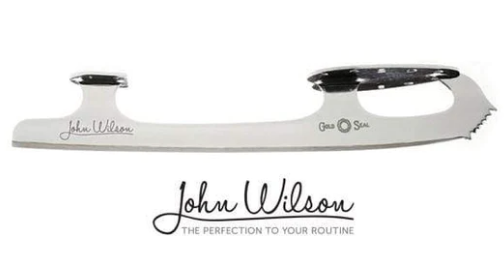 John Wilson
GOLD SEAL
John Wilson
THE PERFECTION TO YOUR ROUTINE